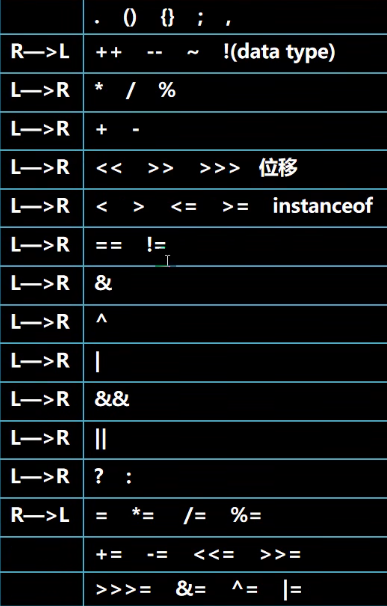 . () {} ; ,
R—>L ++ -- ~ !(data type)
L—>R * / %
L—>R + -
L—>R << >> >>> 位移
L—>R < > <= >= instanceof
L—>R == !=
L—>R &
L—>R ^
L—>R |
L—>R &&
L—>R ||
L—>R ? :
R—>L = *= /= %=
+= -= <<= >>=
>>>= &= ^= |=